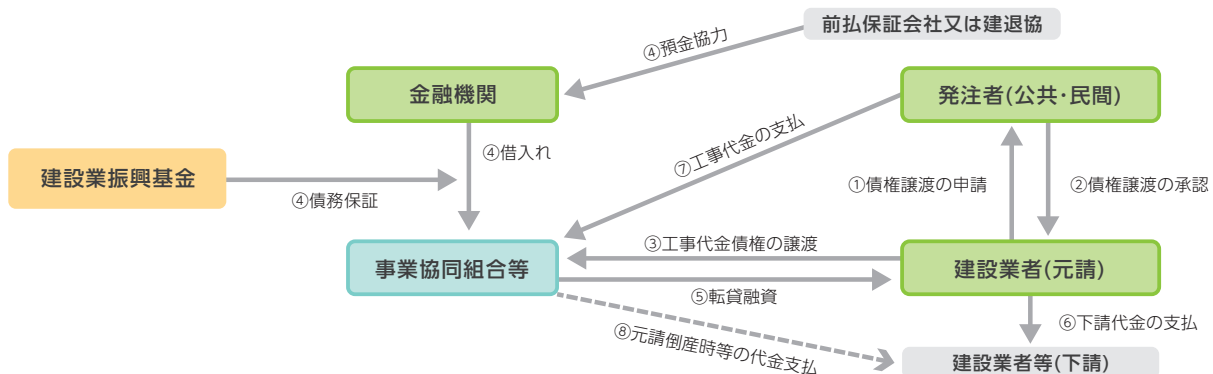 前払保証会社又は建退協
④預金協力
金融機関
発注者(公共・民間)
④借入れ
⑦工事代金の支払
建設業振興基金
④債務保証
①債権譲渡の申請
②債権譲渡の承認
③工事代金債権の譲渡
事業協同組合等
建設業者(元請)
⑤転貸融資
⑥下請代金の支払
⑧元請倒産時等の代金支払
建設業者等(下請)